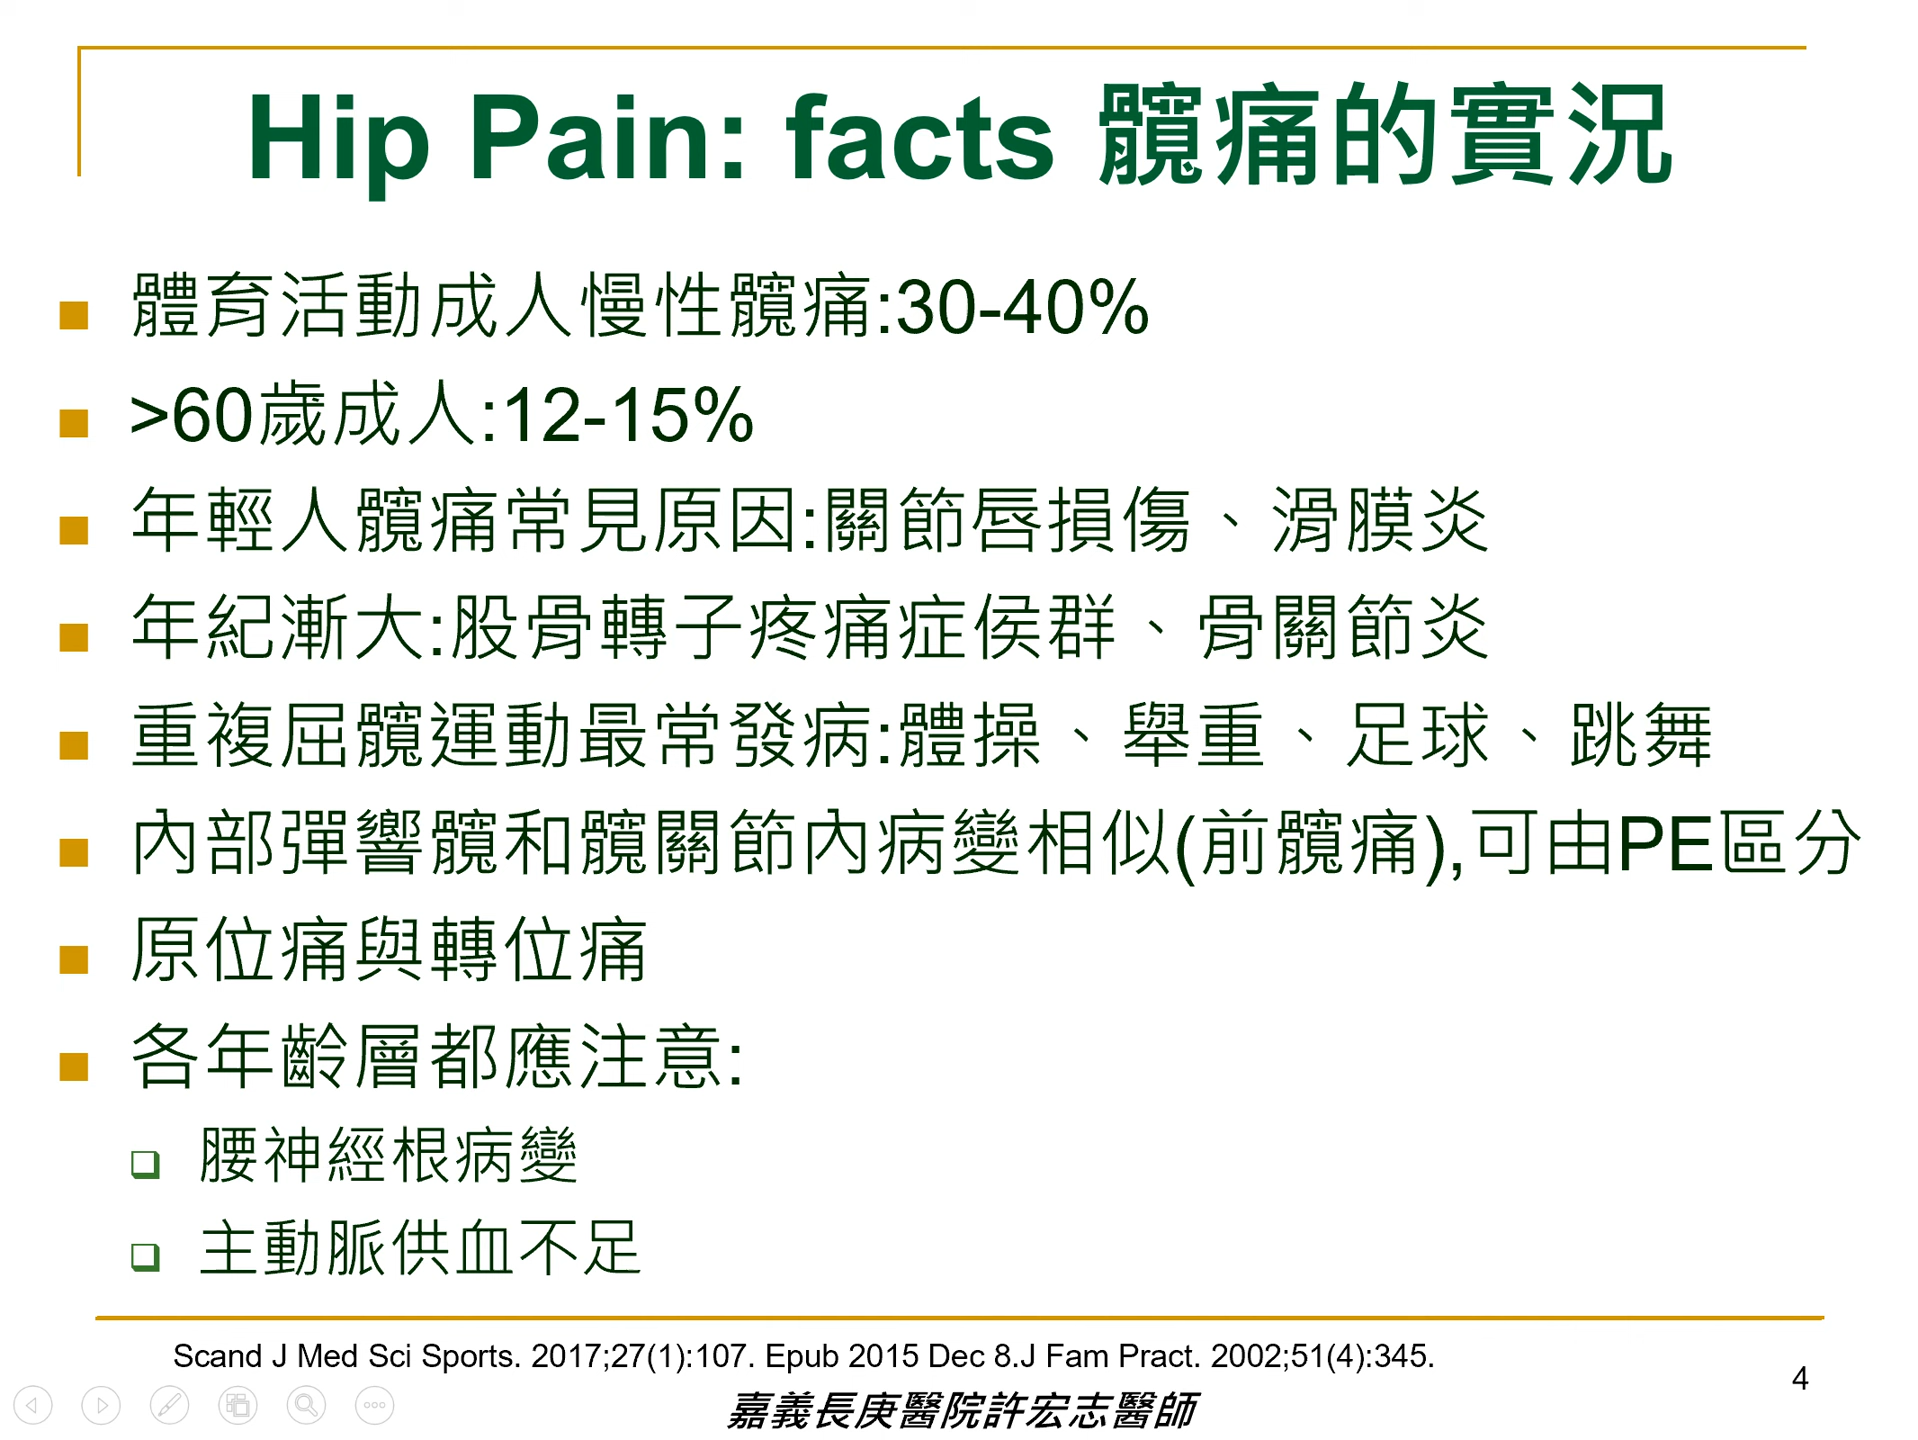 Hip Pain: facts 髖痛的實況
體育活動成人慢性髖痛:30-40%
>60歲成人:12-15%
年輕人髖痛常見原因:關節唇損傷、滑膜炎
年紀漸大:股骨轉子疼痛症侯群、骨關節炎
重複屈髖運動最常發病:體操、舉重、足球、跳舞
內部彈響髖和髖關節內病變相似(前髖痛),可由PE區分
原位痛與轉位痛
各年齡層都應注意:
腰神經根病變
主動脈供血不足
Scand J Med Sci Sports. 2017;27(1):107. Epub 2015 Dec 8.J Fam Pract. 2002;51(4):345.
4
嘉義長庚醫院許宏志醫師